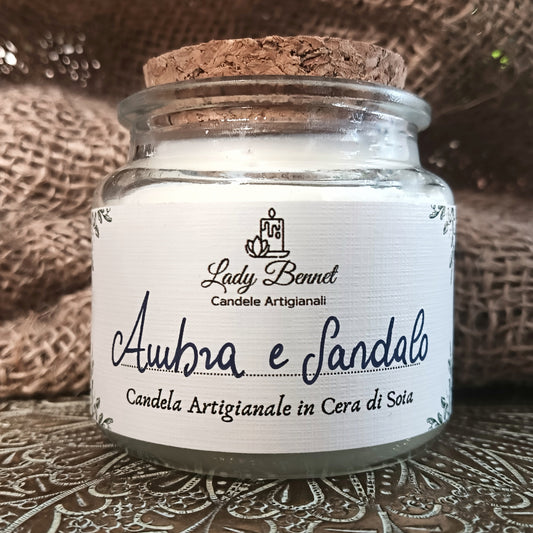 Lady Bennet
Candele Artigianali
Ambra e Sandalo
Candela Artigianale in Cera di Soia